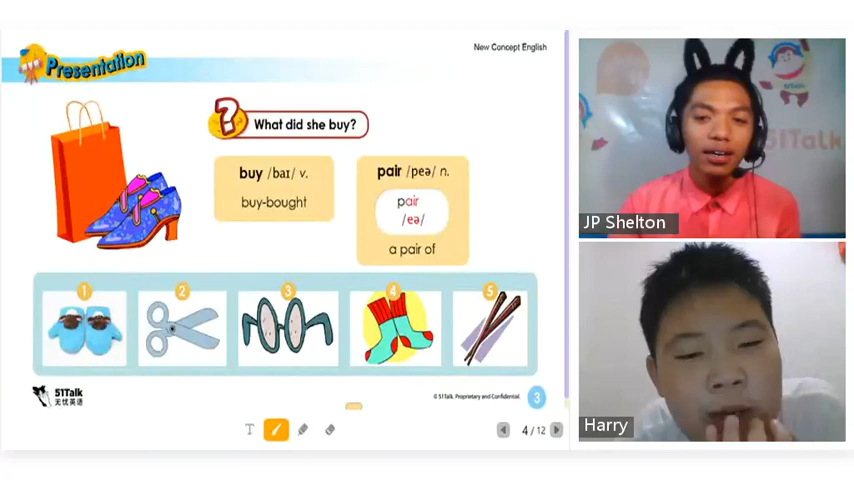 Presentation
New Concept English
?
What did she buy?
buy /baɪ/ v.
buy-bought
pair /peə/ n.
pair
/eə/
a pair of
1
2
3
4
5
51Talk
无忧英语
© 51Talk. Proprietary and Confidential.
3
T
4 / 12
51Talk
JP Shelton
Harry